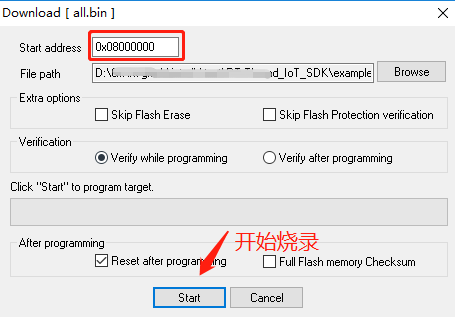 Download [ all.bin ]
Start address 0x08000000
File path D:\ _IoT_SDK\example Browse
Extra options
Skip Flash Erase Skip Flash Protection verification
Verification
Verify while programming Verify after programming
Click "Start" to program target.
开始烧录
After programming
Reset after programming Full Flash memory Checksum
Start Cancel